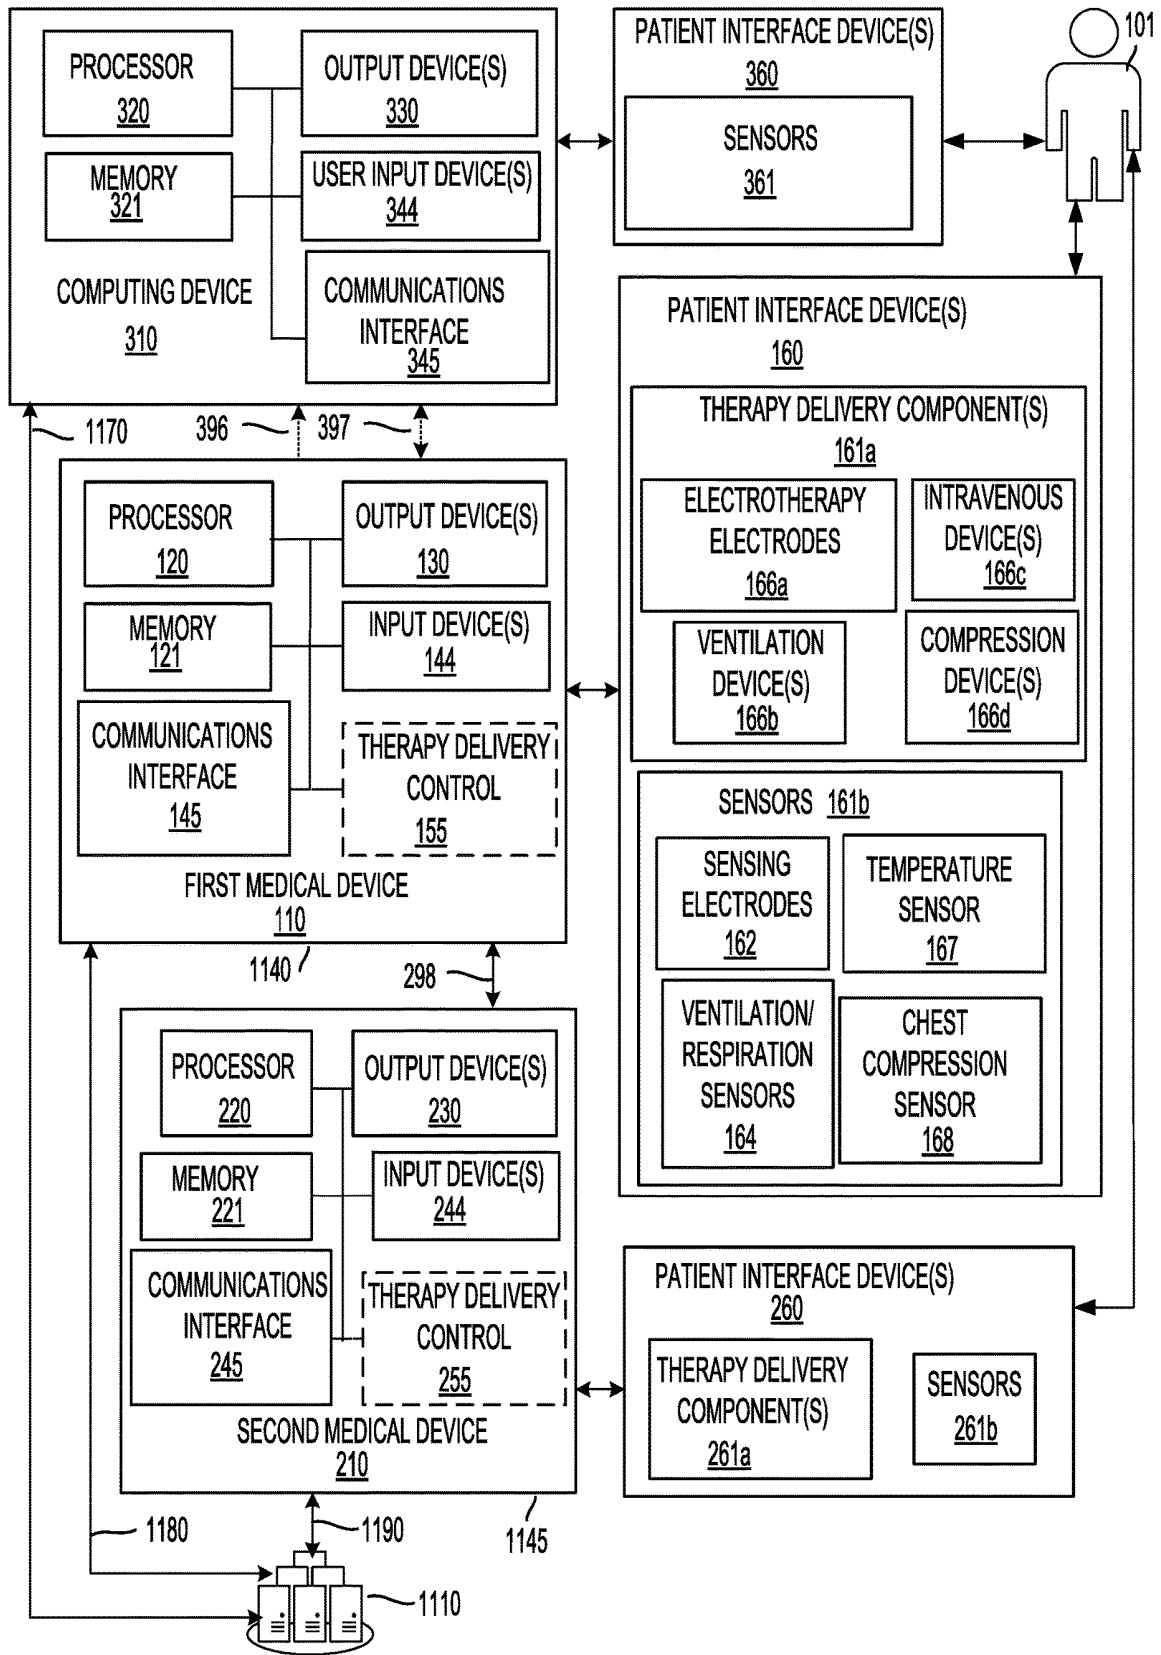 PROCESSOR
320
OUTPUT DEVICE(S)
330
MEMORY
321
USER INPUT DEVICE(S)
344
COMPUTING DEVICE
310
COMMUNICATIONS
INTERFACE
345
PATIENT INTERFACE DEVICE(S)
360
SENSORS
361
101
1170
396
397
PROCESSOR
120
OUTPUT DEVICE(S)
130
MEMORY
121
INPUT DEVICE(S)
144
COMMUNICATIONS
INTERFACE
145
THERAPY DELIVERY
CONTROL
155
FIRST MEDICAL DEVICE
110
1140
298
PATIENT INTERFACE DEVICE(S)
160
THERAPY DELIVERY COMPONENT(S)
161a
ELECTROTHERAPY
ELECTRODES
166a
INTRAVENOUS
DEVICE(S)
166c
VENTILATION
DEVICE(S)
166b
COMPRESSION
DEVICE(S)
166d
SENSORS 161b
SENSING
ELECTRODES
162
TEMPERATURE
SENSOR
167
VENTILATION/
RESPIRATION
SENSORS
164
CHEST
COMPRESSION
SENSOR
168
PROCESSOR
220
OUTPUT DEVICE(S)
230
MEMORY
221
INPUT DEVICE(S)
244
COMMUNICATIONS
INTERFACE
245
THERAPY DELIVERY
CONTROL
255
SECOND MEDICAL DEVICE
210
1145
PATIENT INTERFACE DEVICE(S)
260
THERAPY DELIVERY
COMPONENT(S)
261a
SENSORS
261b
1180
1190
1110